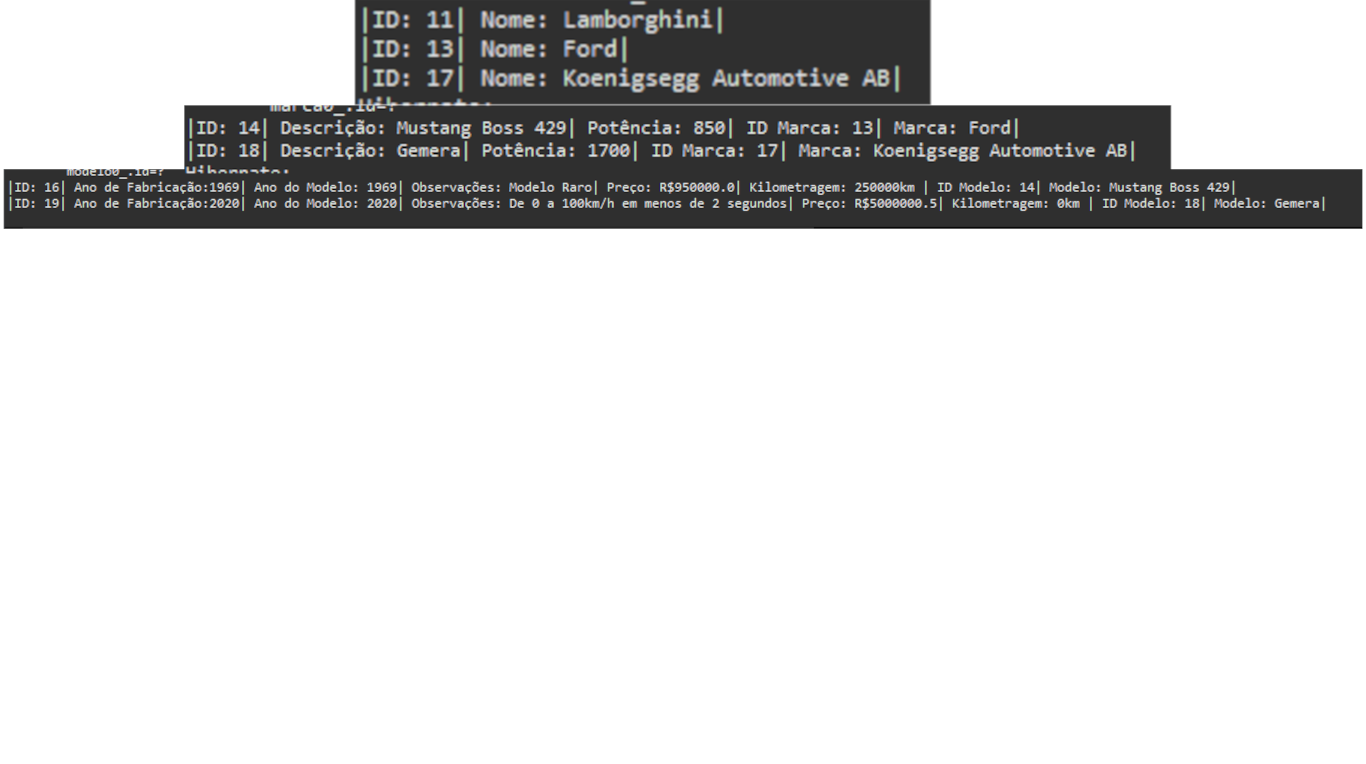 |ID: 11| Nome: Lamborghini|
|ID: 13| Nome: Ford|
|ID: 17| Nome: Koenigsegg Automotive AB|
Hibernate:
marca0_.id=?
|ID: 14| Descrição: Mustang Boss 429| Potência: 850| ID Marca: 13| Marca: Ford|
|ID: 18| Descrição: Gemera| Potência: 1700| ID Marca: 17| Marca: Koenigsegg Automotive AB|
modelo0_.id=? Hibernate:
|ID: 16| Ano de Fabricação:1969| Ano do Modelo: 1969| Observações: Modelo Raro| Preço: R$950000.0| Kilometragem: 250000km | ID Modelo: 14| Modelo: Mustang Boss 429|
|ID: 19| Ano de Fabricação:2020| Ano do Modelo: 2020| Observações: De 0 a 100km/h em menos de 2 segundos| Preço: R$5000000.5| Kilometragem: 0km | ID Modelo: 18| Modelo: Gemera|